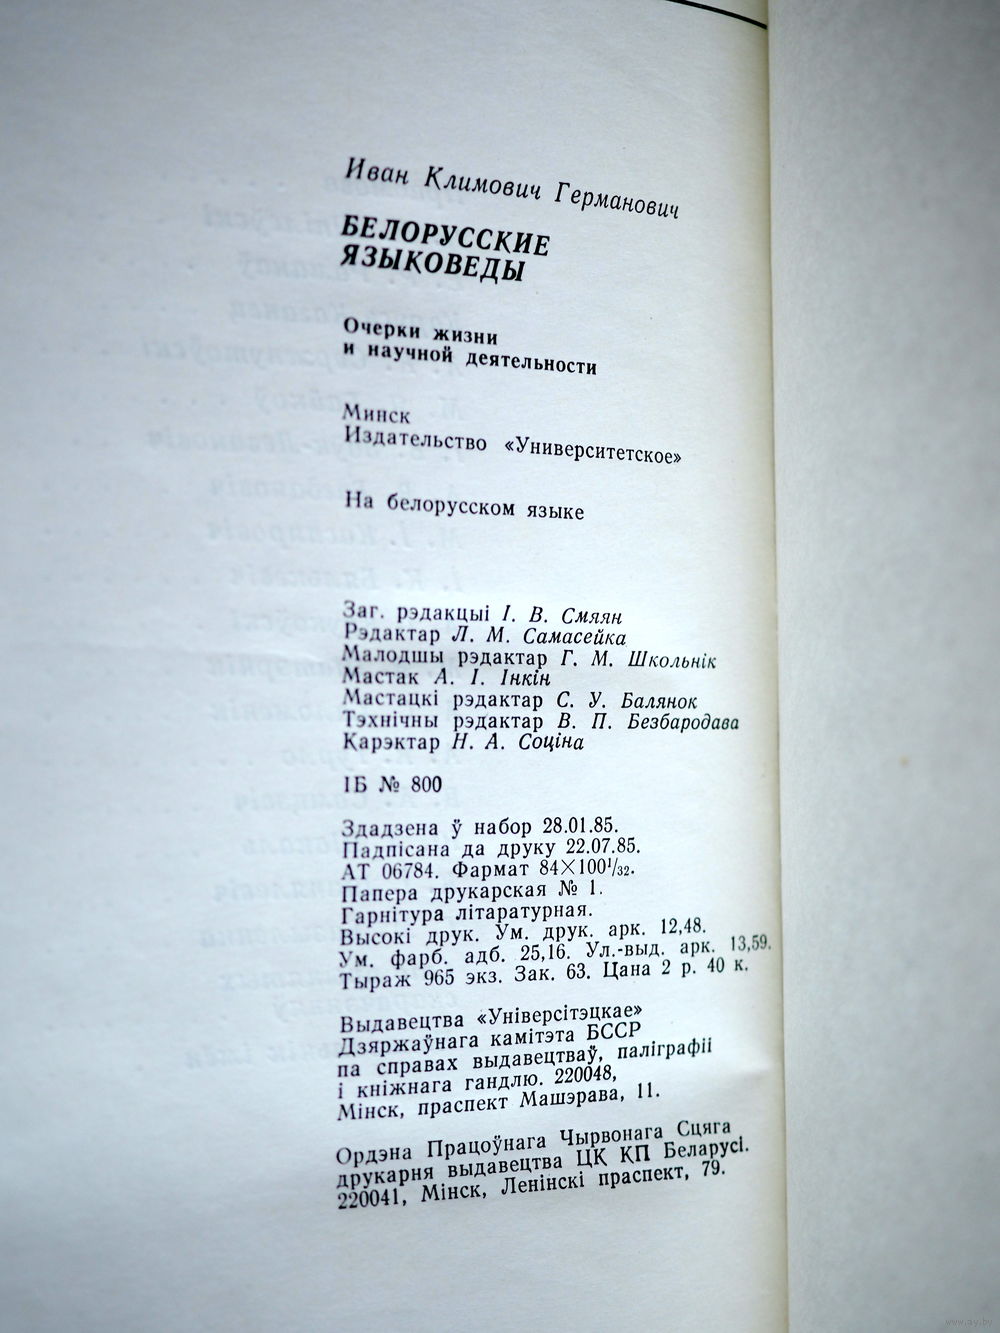 Иван Климович Германович
БЕЛОРУССКИЕ
ЯЗЫКОВЕДЫ
Очерки жизни
и научной деятельности
Минск
Издательство «Университетское»
На белорусском языке
Заг. рэдакцыі І. В. Смяян
Рэдактар Л. М. Самасейка
Малодшы рэдактар Г. М. Школьнік
Мастак А. І. Інкін
Мастацкі рэдактар С. У. Балянок
Тэхнічны рэдактар В. П. Безбародава
Карэктар Н. А. Соціна
ІБ № 800
Здадзена ў набор 28.01.85.
Падпісана да друку 22.07.85.
АТ 06784. Фармат 84×100¹/₃₂.
Папера друкарская № 1.
Гарнітура літаратурная.
Высокі друк. Ум. друк. арк. 12,48.
Ум. фарб. адб. 25,16. Ул.-выд. арк. 13,59.
Тыраж 965 экз. Зак. 63. Цана 2 р. 40 к.
Выдавецтва «Універсітэцкае»
Дзяржаўнага камітэта БССР
па справах выдавецтваў, паліграфіі
і кніжнага гандлю. 220048,
Мінск, праспект Машэрава, 11.
Ордэна Працоўнага Чырвонага Сцяга
друкарня выдавецтва ЦК КП Беларусі.
220041, Мінск, Ленінскі праспект, 79.
www.ay.by